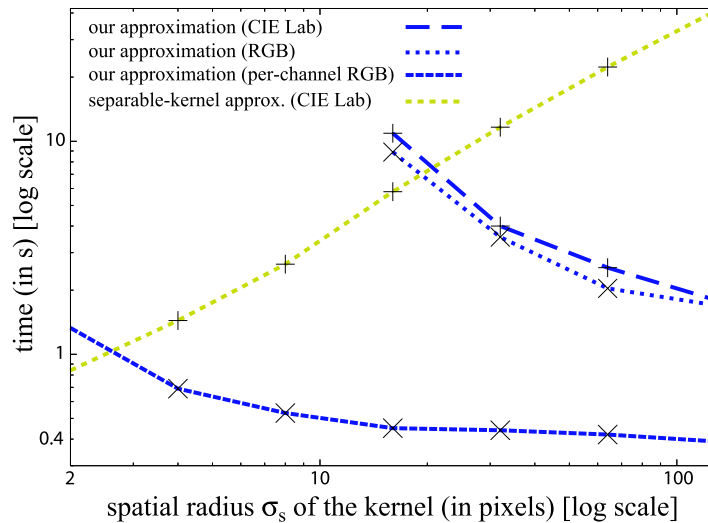 our approximation (CIE Lab)
our approximation (RGB)
our approximation (per-channel RGB)
separable-kernel approx. (CIE Lab)
time (in s) [log scale]
10
1
0.4
2
10
100
spatial radius σs of the kernel (in pixels) [log scale]